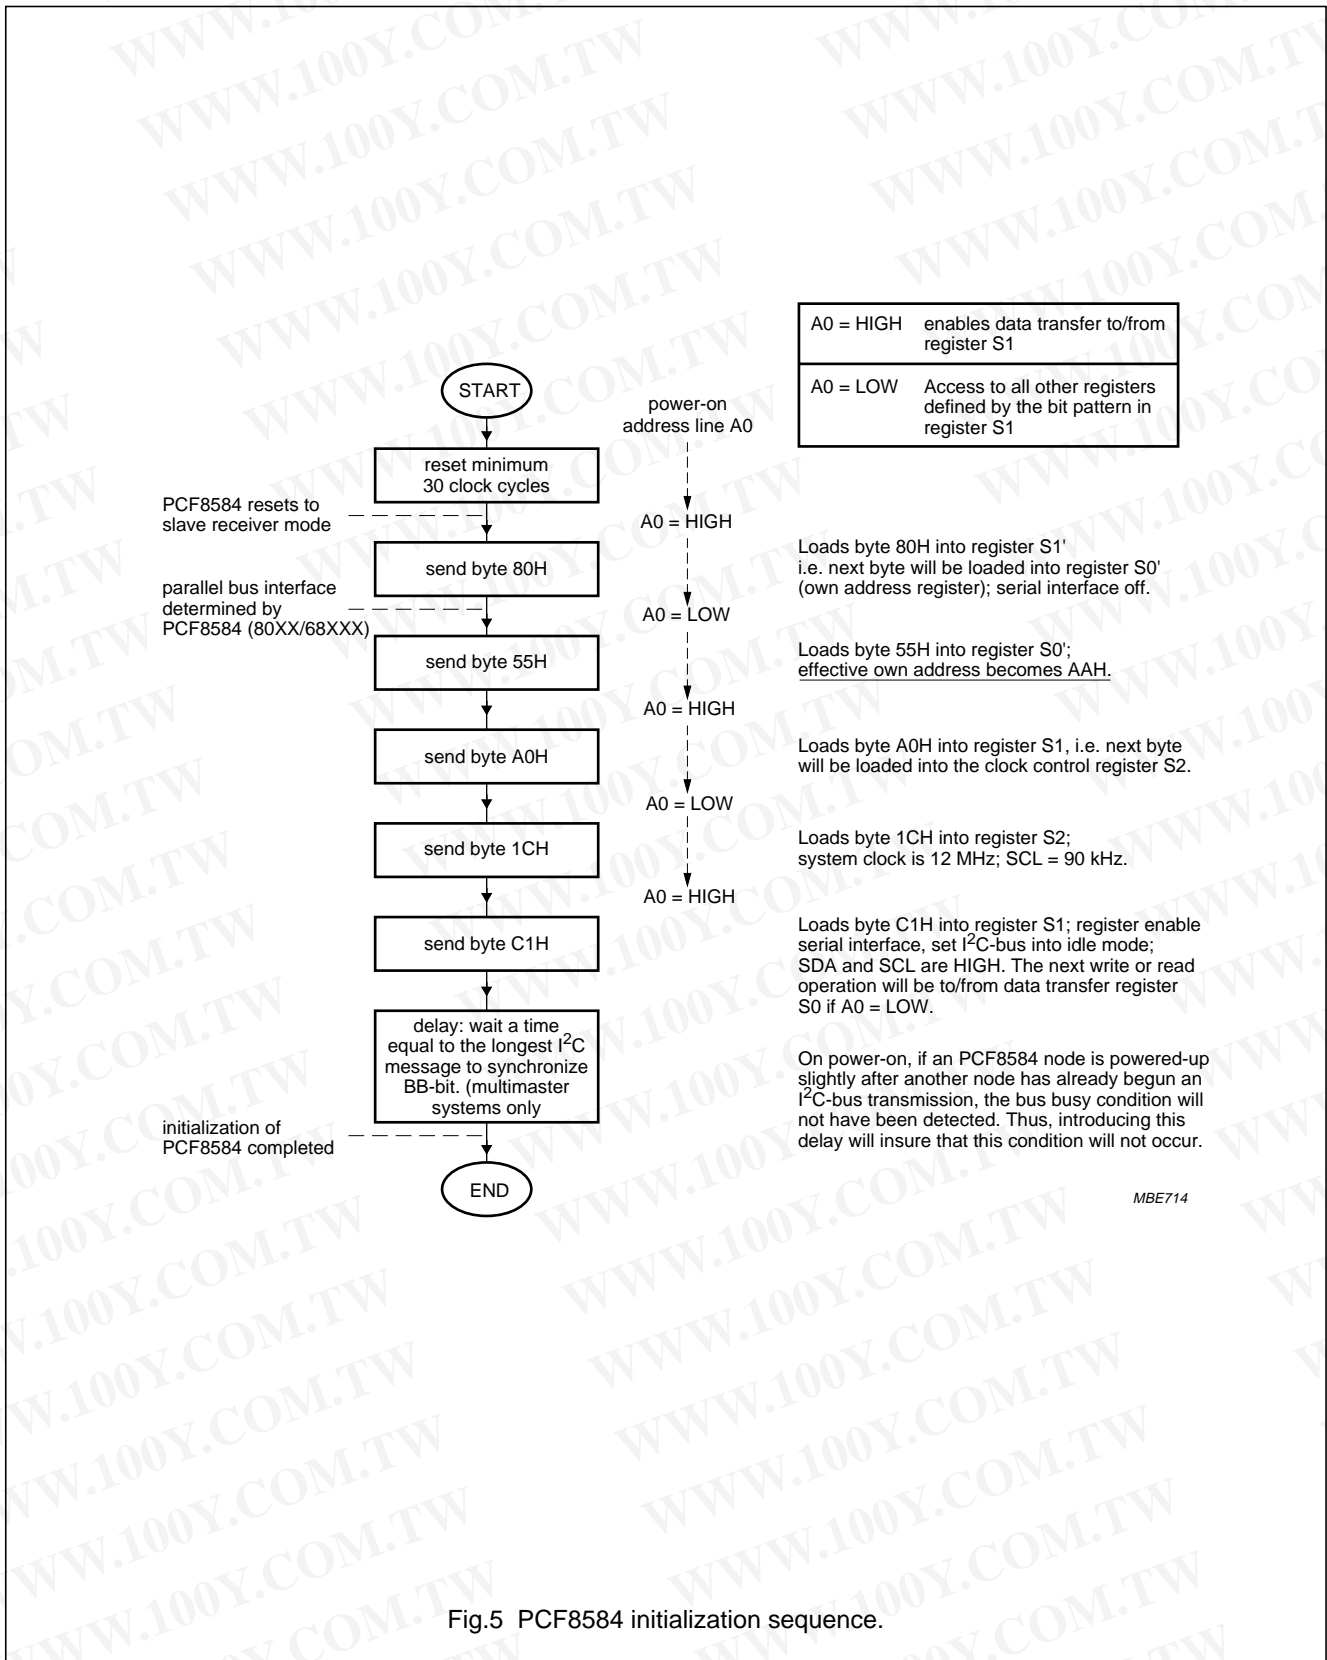 START
reset minimum
30 clock cycles
PCF8584 resets to
slave receiver mode
send byte 80H
parallel bus interface
determined by
PCF8584 (80XX/68XXX)
send byte 55H
send byte A0H
send byte 1CH
send byte C1H
delay: wait a time
equal to the longest I2C
message to synchronize
BB-bit. (multimaster
systems only
initialization of
PCF8584 completed
END
power-on
address line A0
A0 = HIGH
A0 = LOW
A0 = HIGH
A0 = LOW
A0 = HIGH
A0 = HIGH enables data transfer to/from
register S1
A0 = LOW Access to all other registers
defined by the bit pattern in
register S1
Loads byte 80H into register S1'
i.e. next byte will be loaded into register S0'
(own address register); serial interface off.
Loads byte 55H into register S0';
effective own address becomes AAH.
Loads byte A0H into register S1, i.e. next byte
will be loaded into the clock control register S2.
Loads byte 1CH into register S2;
system clock is 12 MHz; SCL = 90 kHz.
Loads byte C1H into register S1; register enable
serial interface, set I2C-bus into idle mode;
SDA and SCL are HIGH. The next write or read
operation will be to/from data transfer register
S0 if A0 = LOW.
On power-on, if an PCF8584 node is powered-up
slightly after another node has already begun an
I2C-bus transmission, the bus busy condition will
not have been detected. Thus, introducing this
delay will insure that this condition will not occur.
MBE714
Fig.5 PCF8584 initialization sequence.
WWW.100Y.COM.TW